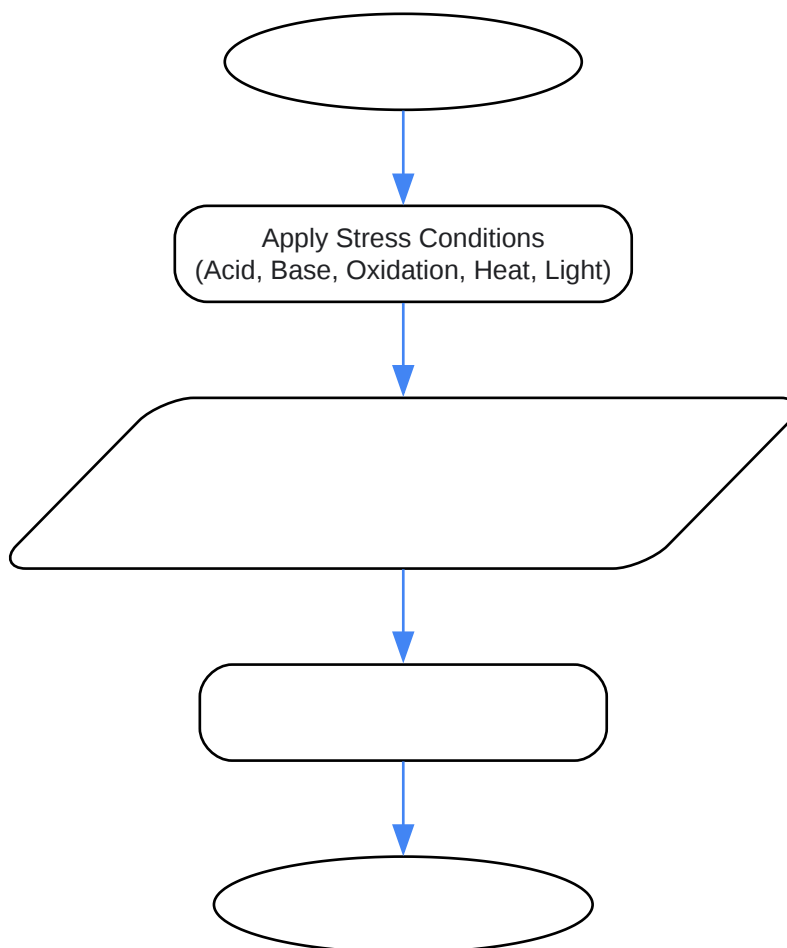 Apply Stress Conditions
(Acid, Base, Oxidation, Heat, Light)